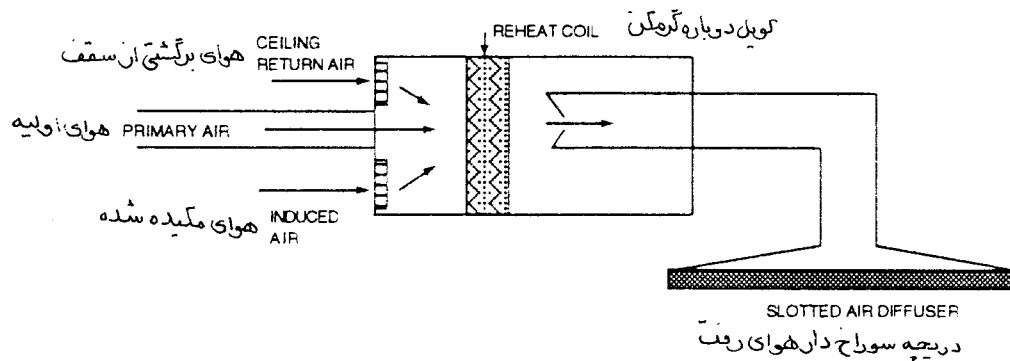 کویل دوباره گرمکن
REHEAT COIL
هوای برگشتی از سقف
CEILING
RETURN AIR
هوای اولیه PRIMARY AIR
INDUCED
AIR
هوای مکیده شده
SLOTTED AIR DIFFUSER
دریچه سوراخ دار هوای رفت